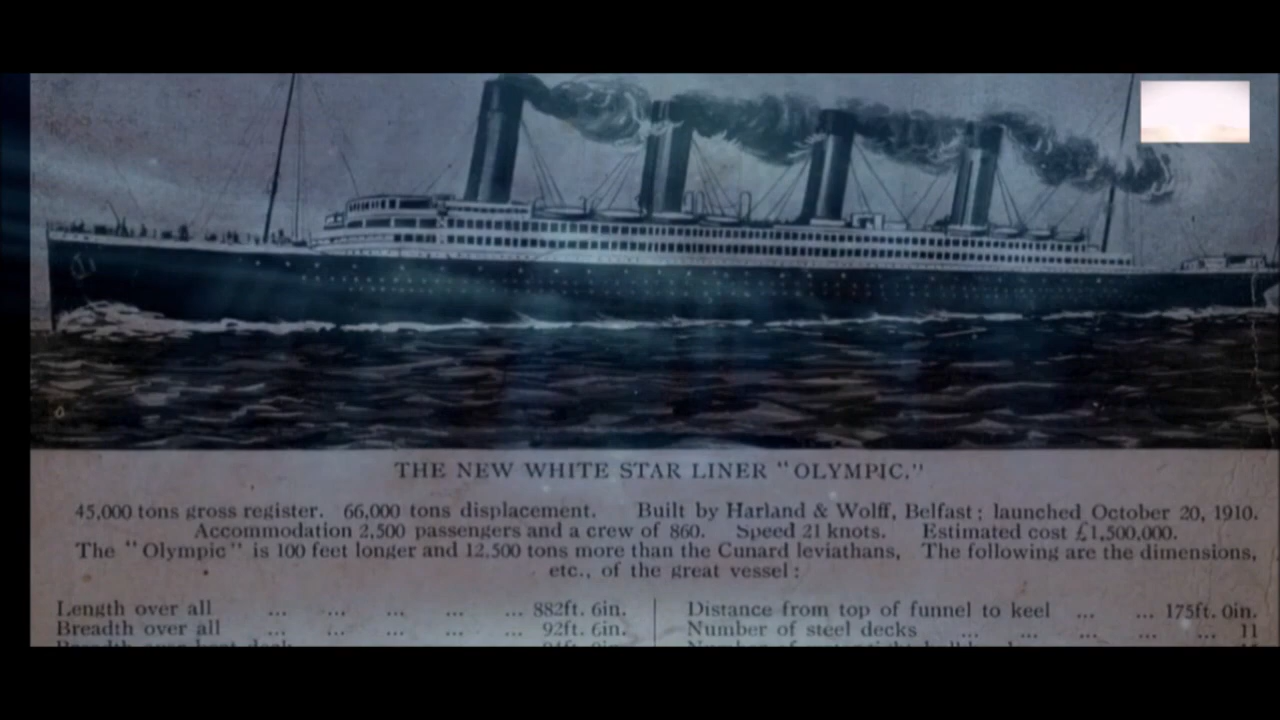 THE NEW WHITE STAR LINER "OLYMPIC."
45,000 tons gross register. 66,000 tons displacement. Built by Harland & Wolff, Belfast; launched October 20, 1910.
Accommodation 2,500 passengers and a crew of 860. Speed 21 knots. Estimated cost £1,500,000.
The "Olympic" is 100 feet longer and 12,500 tons more than the Cunard leviathans, The following are the dimensions,
etc., of the great vessel:
Length over all ... ... ... ... ... 882ft. 6in.
Breadth over all ... ... ... ... ... 92ft. 6in.
Distance from top of funnel to keel ... ... 175ft. 0in.
Number of steel decks ... ... ... ... ... 11